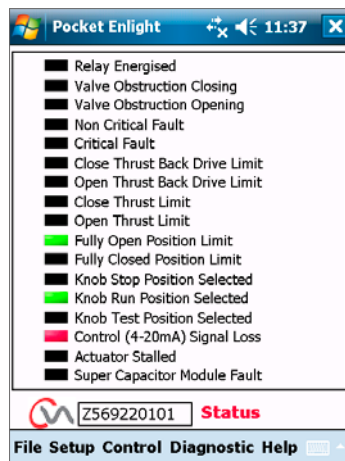 Pocket Enlight 11:37
Relay Energised
Valve Obstruction Closing
Valve Obstruction Opening
Non Critical Fault
Critical Fault
Close Thrust Back Drive Limit
Open Thrust Back Drive Limit
Close Thrust Limit
Open Thrust Limit
Fully Open Position Limit
Fully Closed Position Limit
Knob Stop Position Selected
Knob Run Position Selected
Knob Test Position Selected
Control (4-20mA) Signal Loss
Actuator Stalled
Super Capacitor Module Fault
CVA Z569220101 Status
File Setup Control Diagnostic Help